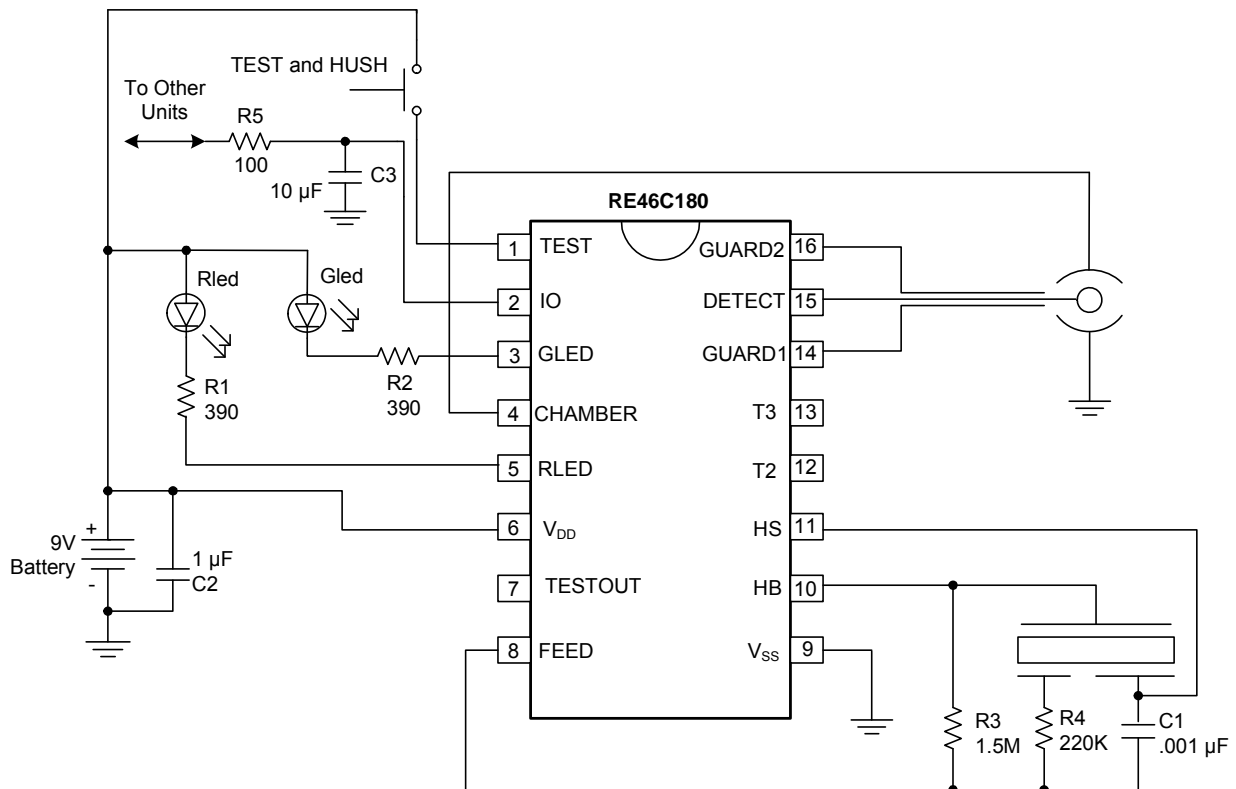 TEST and HUSH
To Other
Units
R5
100
10 µF
C3
RE46C180
1 TEST
2 IO
3 GLED
4 CHAMBER
5 RLED
6 VDD
7 TESTOUT
8 FEED
GUARD2 16
DETECT 15
GUARD1 14
T3 13
T2 12
HS 11
HB 10
VSS 9
Rled
Gled
R1
390
R2
390
+
9V
Battery
-
1 µF
C2
R3
1.5M
R4
220K
C1
.001 µF